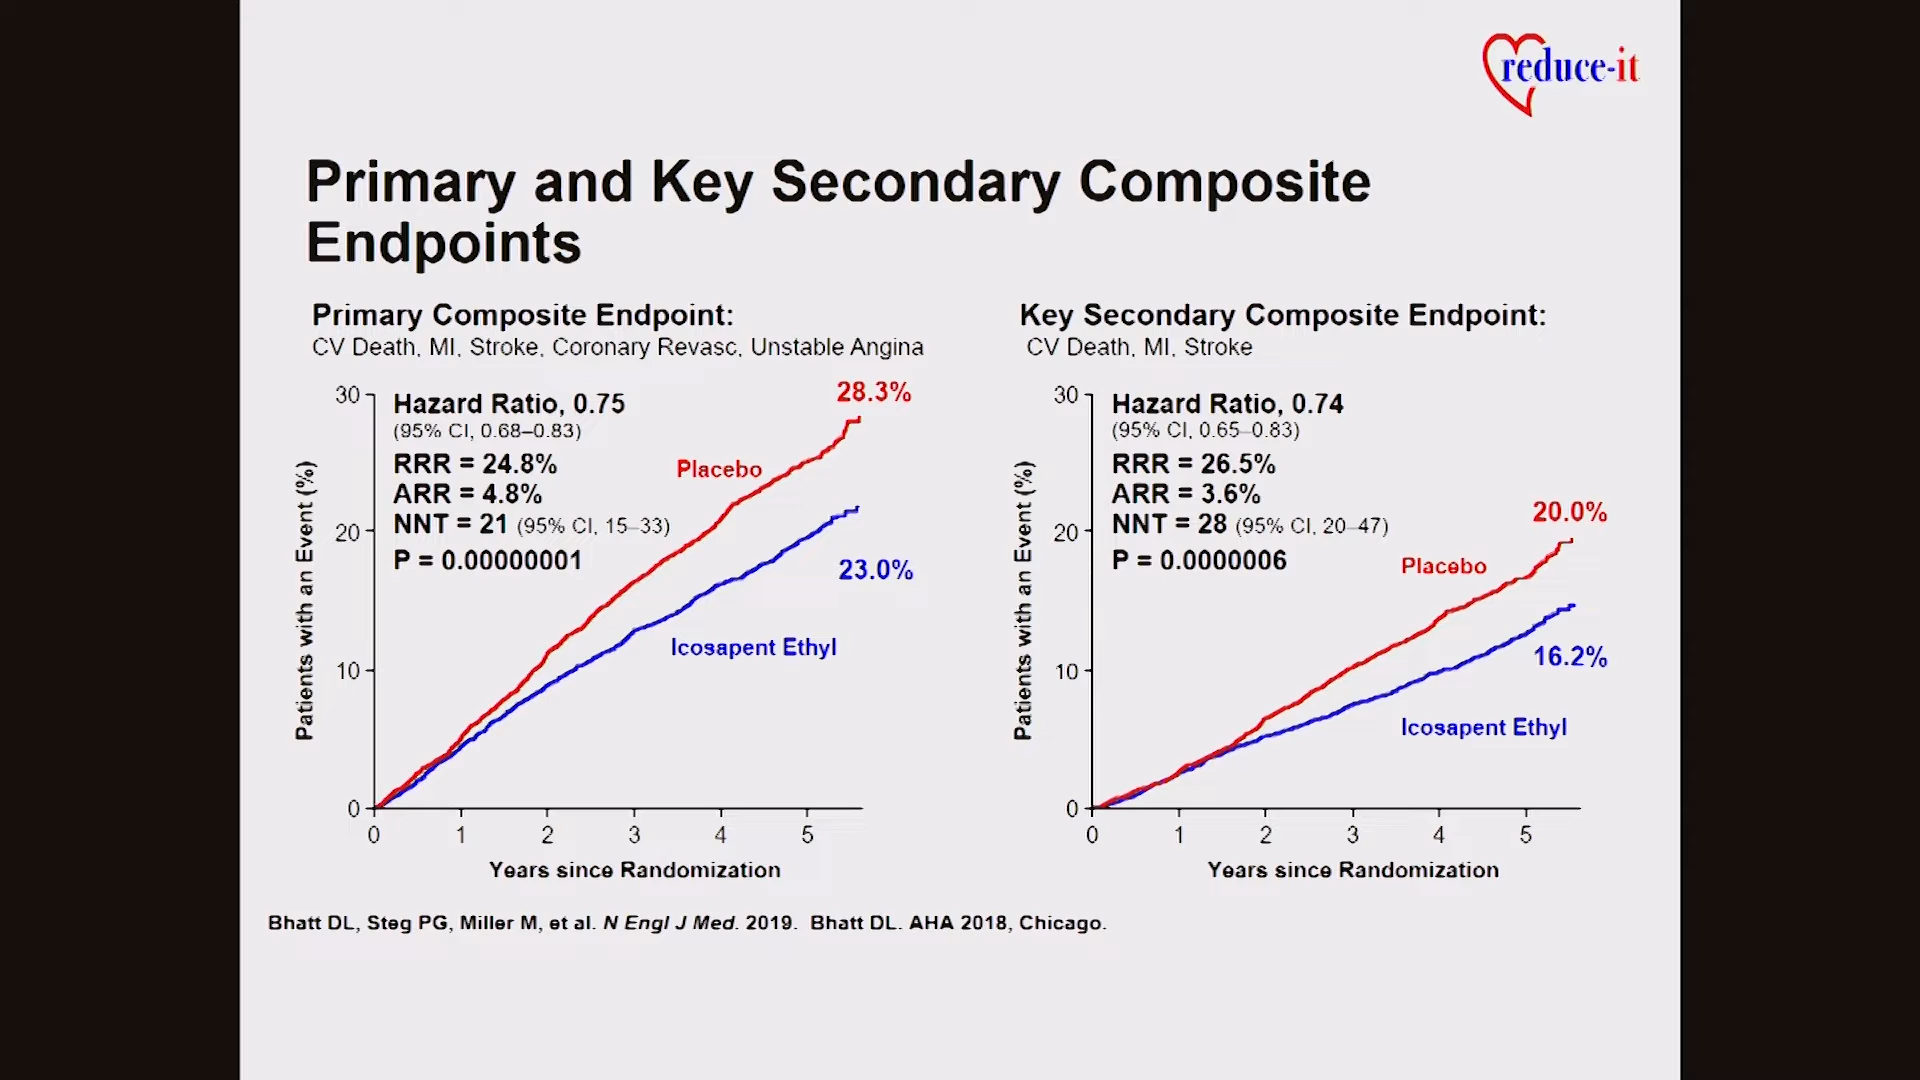 reduce-it
Primary and Key Secondary Composite
Endpoints
Primary Composite Endpoint:
CV Death, MI, Stroke, Coronary Revasc, Unstable Angina
30
20
10
0
Patients with an Event (%)
Hazard Ratio, 0.75
(95% CI, 0.68–0.83)
RRR = 24.8%
ARR = 4.8%
NNT = 21 (95% CI, 15–33)
P = 0.00000001
28.3%
Placebo
23.0%
Icosapent Ethyl
0 1 2 3 4 5
Years since Randomization
Key Secondary Composite Endpoint:
CV Death, MI, Stroke
30
20
10
0
Patients with an Event (%)
Hazard Ratio, 0.74
(95% CI, 0.65–0.83)
RRR = 26.5%
ARR = 3.6%
NNT = 28 (95% CI, 20–47)
P = 0.0000006
20.0%
Placebo
16.2%
Icosapent Ethyl
0 1 2 3 4 5
Years since Randomization
Bhatt DL, Steg PG, Miller M, et al. N Engl J Med. 2019. Bhatt DL. AHA 2018, Chicago.